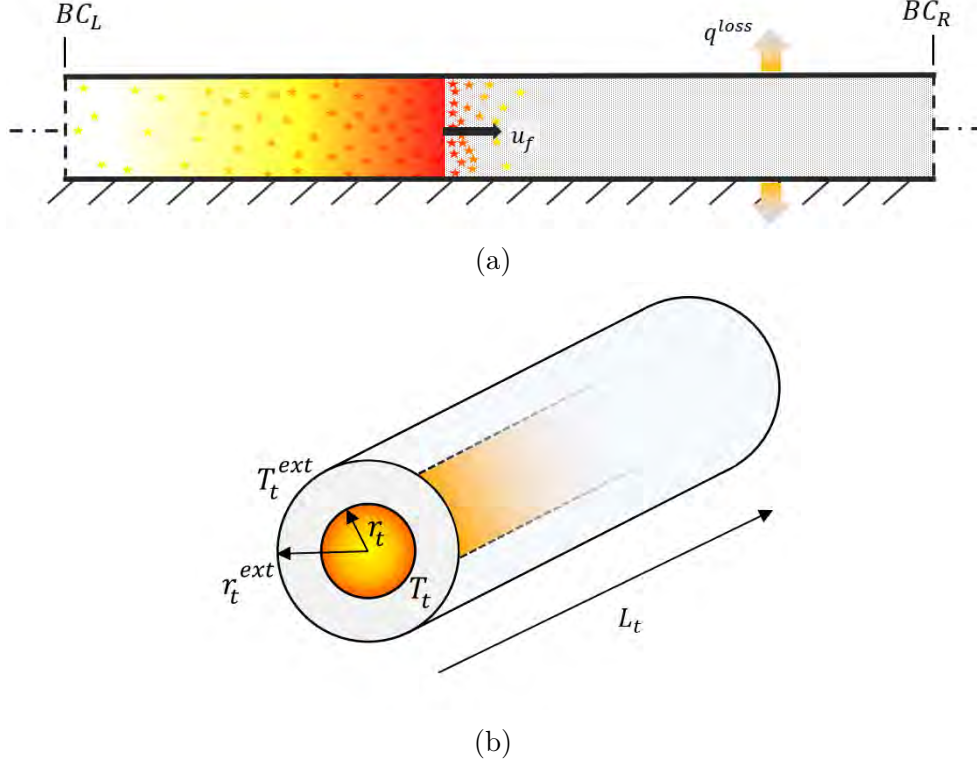 BC_L
BC_R
q^{loss}
u_f
(a)
T_t^{ext}
r_t
r_t^{ext}
T_t
L_t
(b)